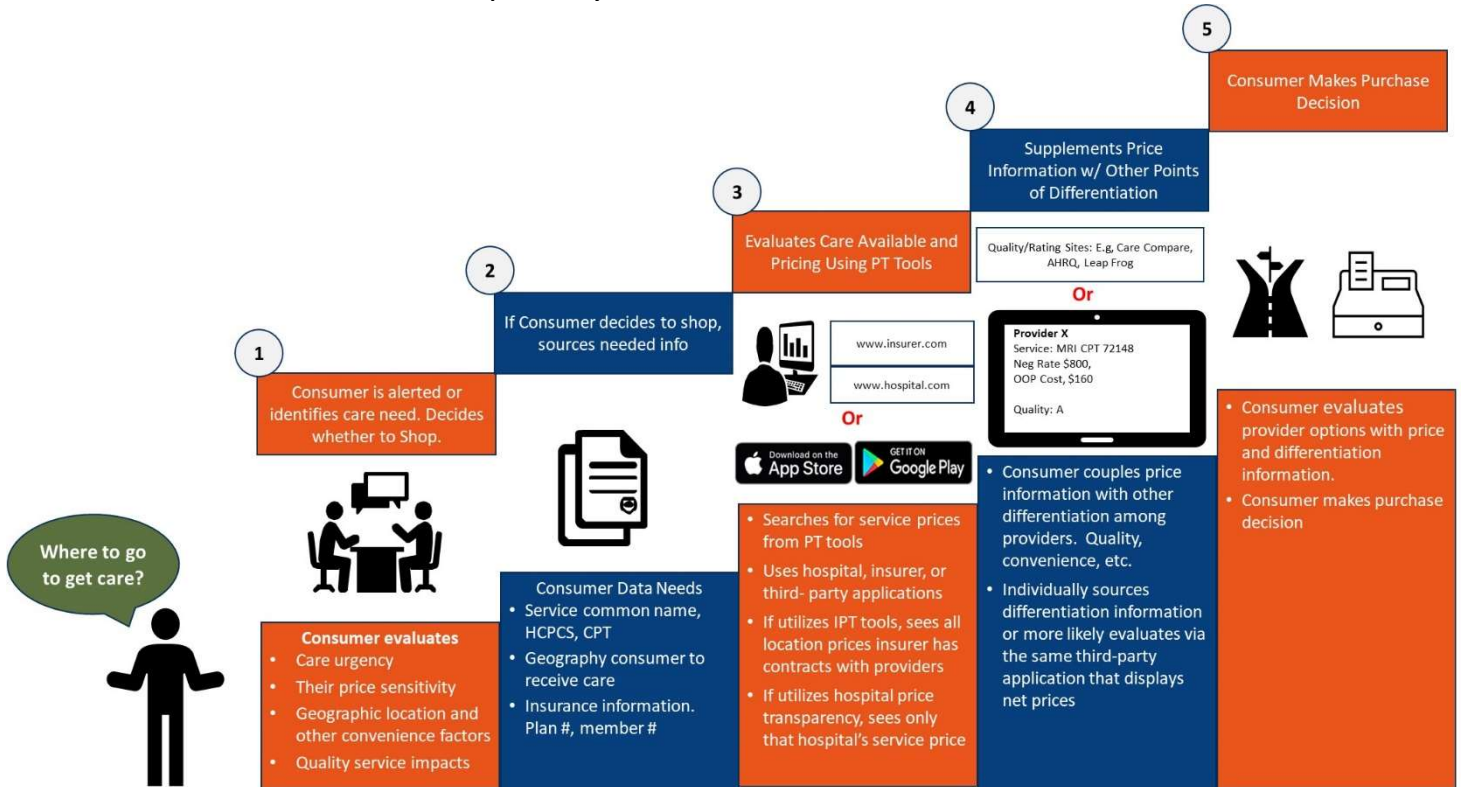 Where to go
to get care?
1
Consumer is alerted or
identifies care need. Decides
whether to Shop.
Consumer evaluates
• Care urgency
• Their price sensitivity
• Geographic location and
other convenience factors
• Quality service impacts
2
If Consumer decides to shop,
sources needed info
Consumer Data Needs
• Service common name,
HCPCS, CPT
• Geography consumer to
receive care
• Insurance information.
Plan #, member #
3
Evaluates Care Available and
Pricing Using PT Tools
www.insurer.com
www.hospital.com
Or
Download on the
App Store
GET IT ON
Google Play
• Searches for service prices
from PT tools
• Uses hospital, insurer, or
third- party applications
• If utilizes IPT tools, sees all
location prices insurer has
contracts with providers
• If utilizes hospital price
transparency, sees only
that hospital's service price
4
Supplements Price
Information w/ Other Points
of Differentiation
Quality/Rating Sites: E.g, Care Compare,
AHRQ, Leap Frog
Or
Provider X
Service: MRI CPT 72148
Neg Rate $800,
OOP Cost, $160
Quality: A
• Consumer couples price
information with other
differentiation among
providers. Quality,
convenience, etc.
• Individually sources
differentiation information
or more likely evaluates via
the same third-party
application that displays
net prices
5
Consumer Makes Purchase
Decision
• Consumer evaluates
provider options with price
and differentiation
information.
• Consumer makes purchase
decision